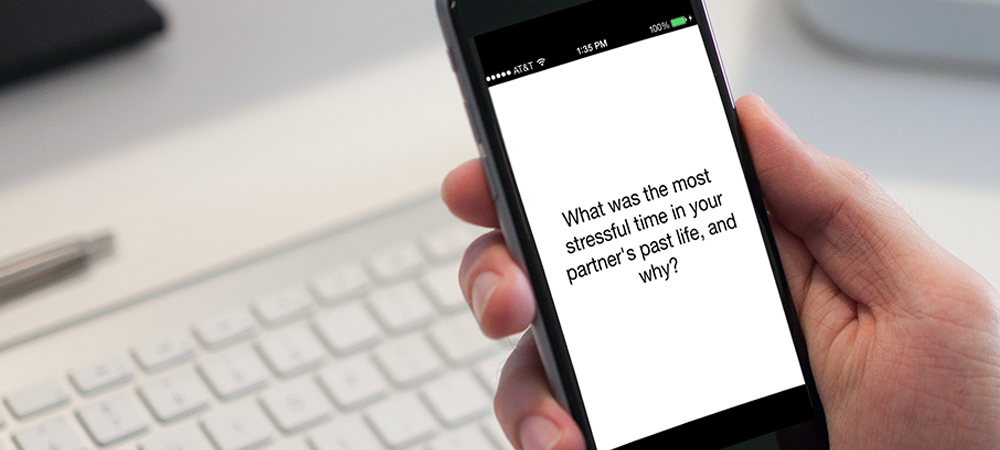 AT&T 1:35 PM 100%
What was the most
stressful time in your
partner's past life, and
why?